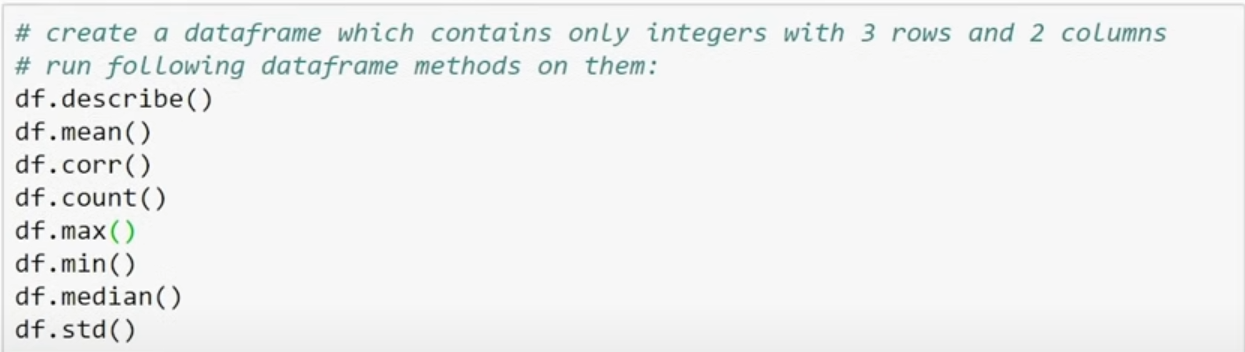 # create a dataframe which contains only integers with 3 rows and 2 columns
# run following dataframe methods on them:
df.describe()
df.mean()
df.corr()
df.count()
df.max()
df.min()
df.median()
df.std()